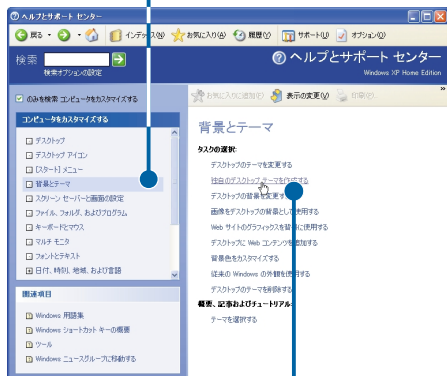 ヘルプとサポート センター
戻る インデックス(N) お気に入り(A) 履歴(V) サポート(U) オプション(O)
検索
検索オプションの設定
ヘルプとサポート センター
Windows XP Home Edition
のみを検索 コンピュータをカスタマイズする
お気に入りに追加(F) 表示の変更(V) 印刷(P)... »
コンピュータをカスタマイズする
デスクトップ
デスクトップ アイコン
[スタート] メニュー
背景とテーマ
スクリーン セーバーと画面の設定
ファイル、フォルダ、およびプログラム
キーボードとマウス
マルチ モニタ
フォントとテキスト
日付、時刻、地域、および言語
関連項目
Windows 用語集
Windows ショートカット キーの概要
ツール
Windows ニュースグループに移動する
背景とテーマ
タスクの選択:
デスクトップのテーマを変更する
独自のデスクトップ テーマを作成する
デスクトップの背景を変更する
画像をデスクトップの背景として使用する
Web サイトのグラフィックスを背景に使用する
デスクトップに Web コンテンツを追加する
背景色をカスタマイズする
従来の Windows の外観を使用する
デスクトップのテーマを削除する
概要、記事およびチュートリアル:
テーマを選択する